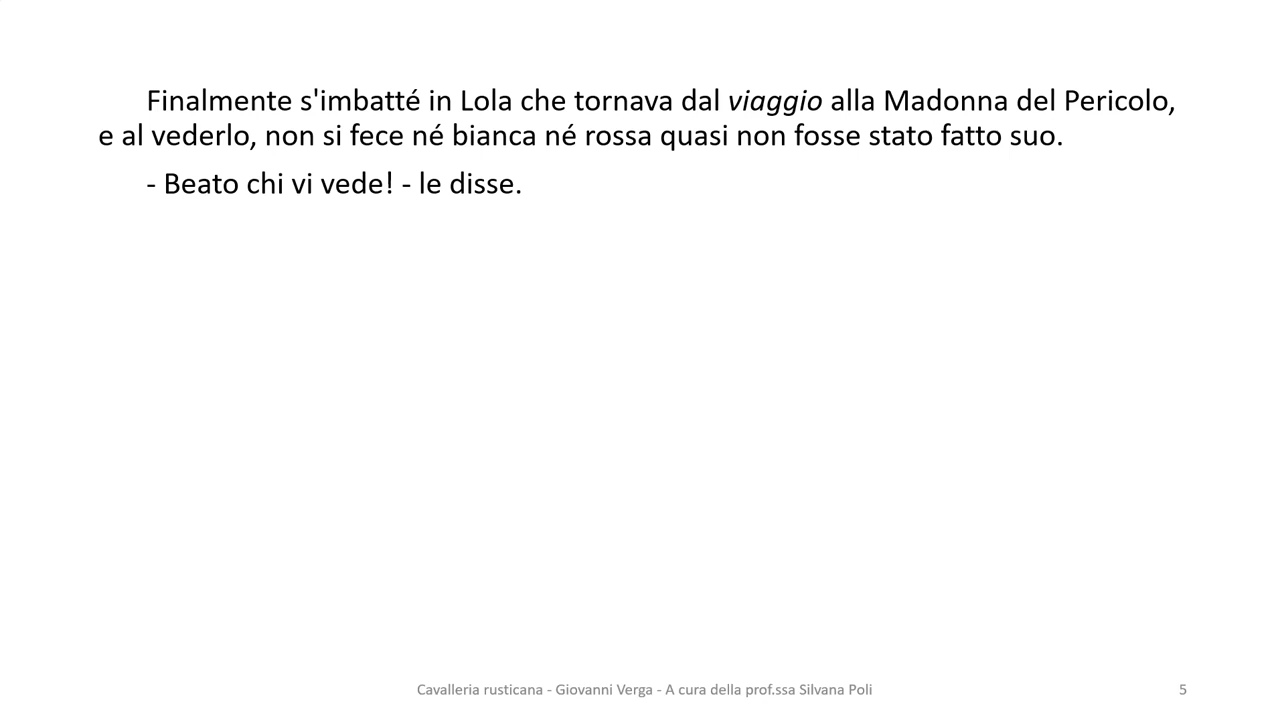 Finalmente s'imbatté in Lola che tornava dal viaggio alla Madonna del Pericolo,
e al vederlo, non si fece né bianca né rossa quasi non fosse stato fatto suo.
- Beato chi vi vede! - le disse.
Cavalleria rusticana - Giovanni Verga - A cura della prof.ssa Silvana Poli
5